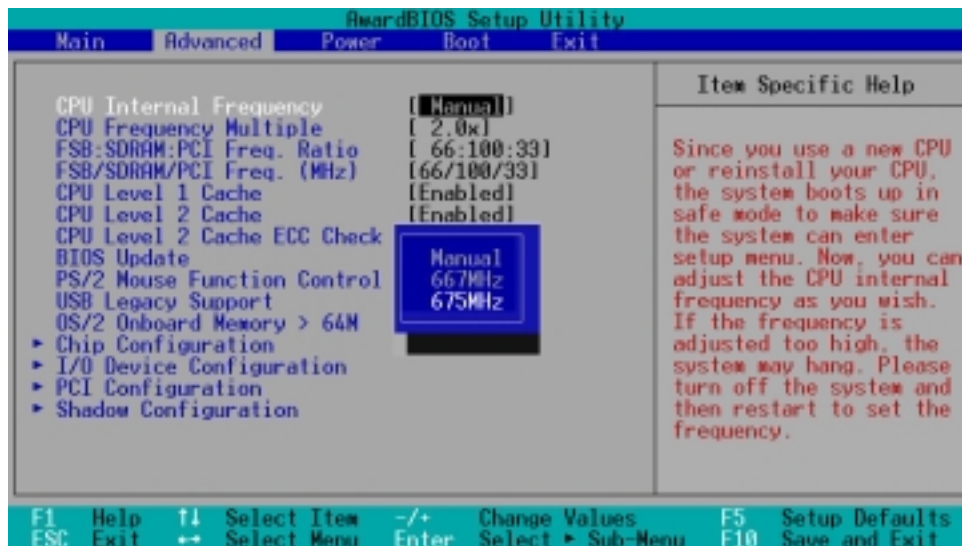 AwardBIOS Setup Utility
Main Advanced Power Boot Exit
CPU Internal Frequency [ Manual]
CPU Frequency Multiple [ 2.0x]
FSB:SDRAM:PCI Freq. Ratio [ 66:100:33]
FSB/SDRAM/PCI Freq. (MHz) [66/100/33]
CPU Level 1 Cache [Enabled]
CPU Level 2 Cache [Enabled]
CPU Level 2 Cache ECC Check
BIOS Update
PS/2 Mouse Function Control
USB Legacy Support
OS/2 Onboard Memory > 64M
► Chip Configuration
► I/O Device Configuration
► PCI Configuration
► Shadow Configuration
Manual
667MHz
675MHz
Item Specific Help
Since you use a new CPU
or reinstall your CPU,
the system boots up in
safe mode to make sure
the system can enter
setup menu. Now, you can
adjust the CPU internal
frequency as you wish.
If the frequency is
adjusted too high, the
system may hang. Please
turn off the system and
then restart to set the
frequency.
F1 Help ↑↓ Select Item -/+ Change Values F5 Setup Defaults
ESC Exit ↔ Select Menu Enter Select ► Sub-Menu F10 Save and Exit